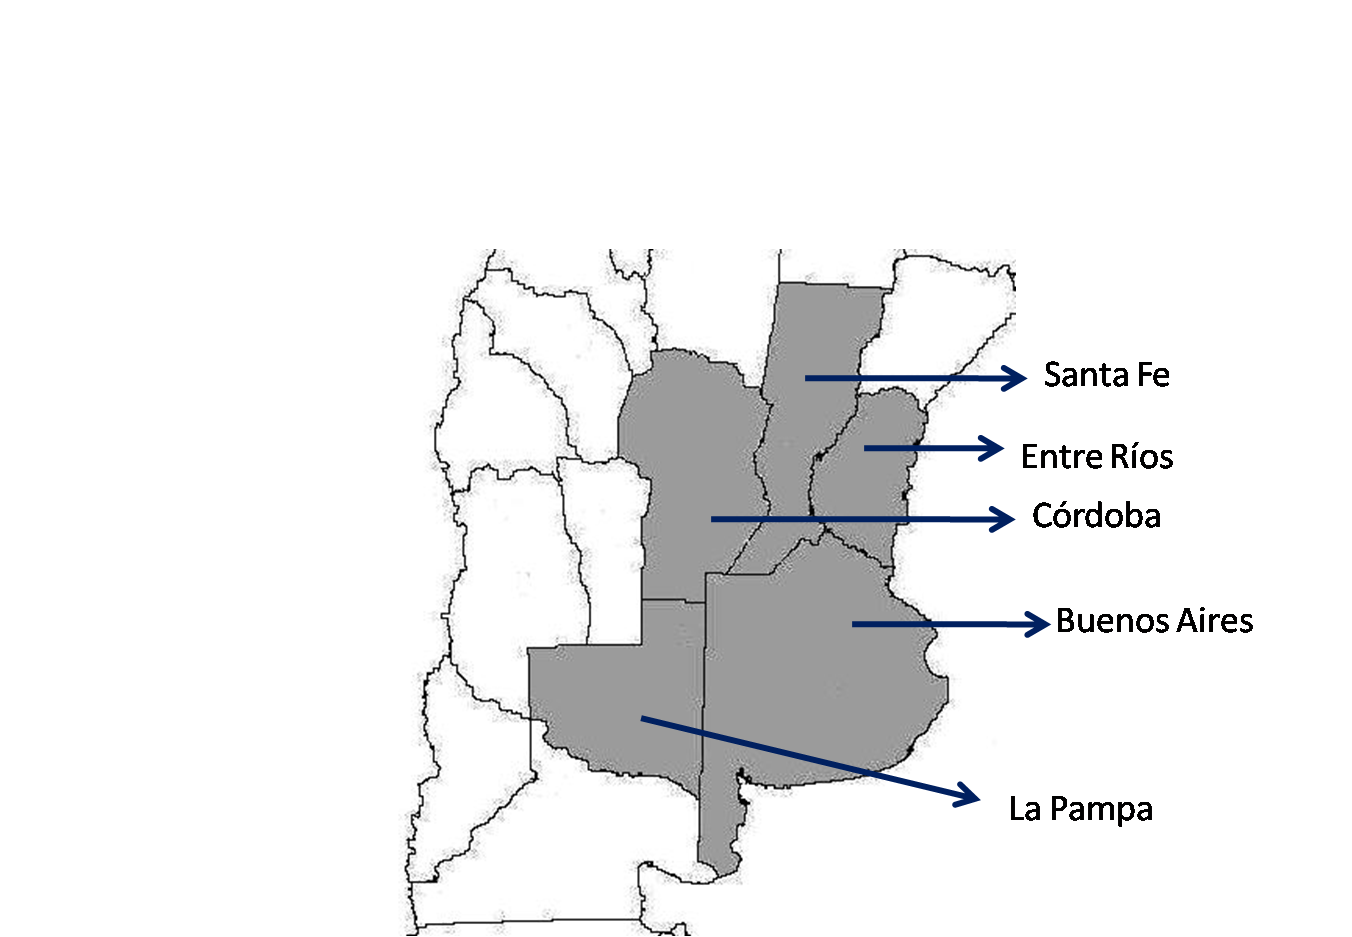 Santa Fe
Entre Ríos
Córdoba
Buenos Aires
La Pampa